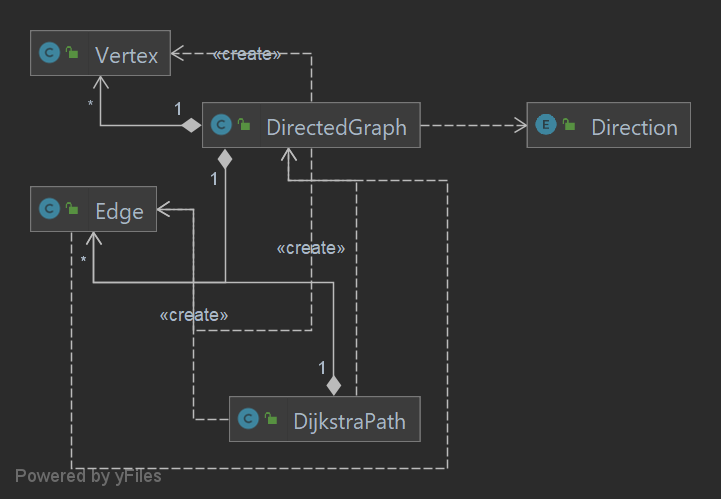 C Vertex
«create»
*
1
C DirectedGraph
E Direction
1
C Edge
*
«create»
«create»
1
C DijkstraPath
Powered by yFiles